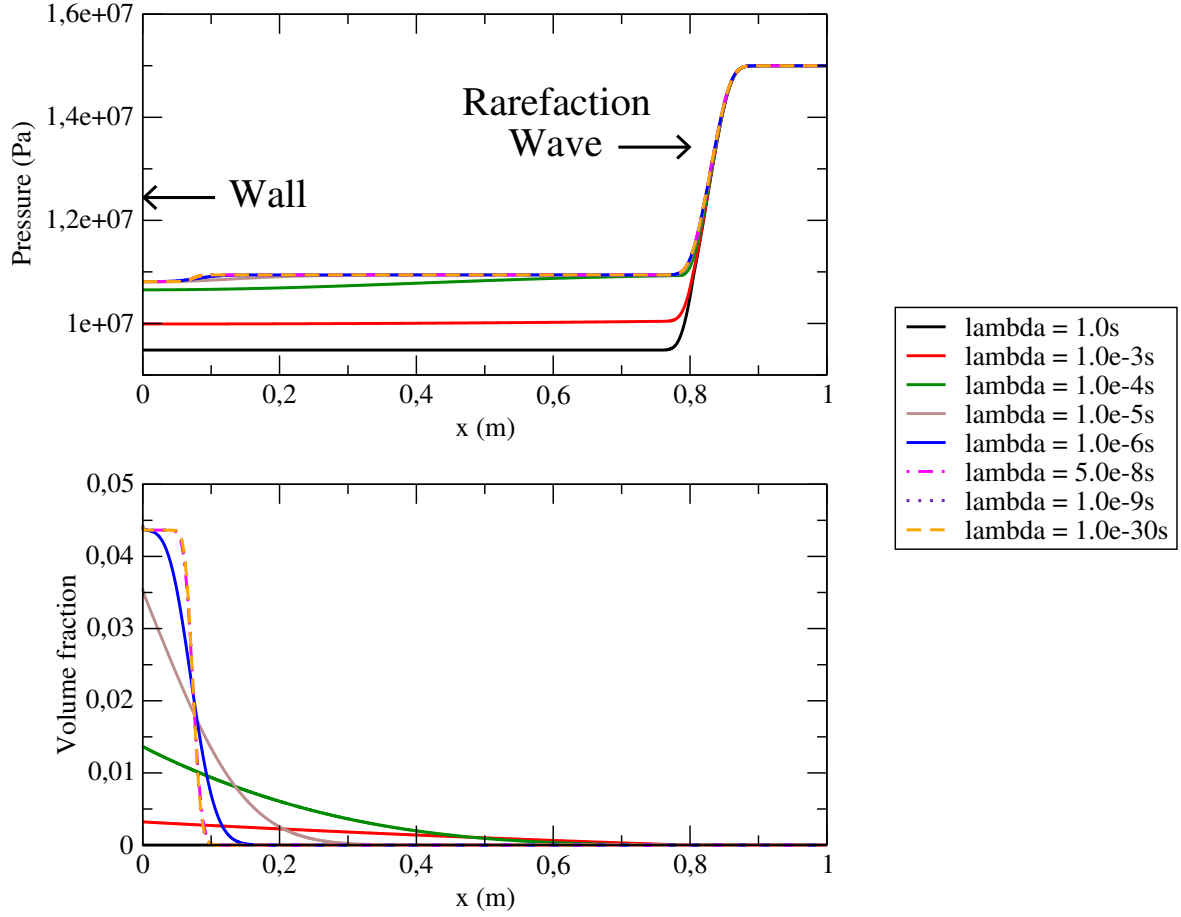 1,6e+07
1,4e+07
1,2e+07
1e+07
Pressure (Pa)
Rarefaction
Wave
Wall
0
0,2
0,4
0,6
0,8
1
x (m)
lambda = 1.0s
lambda = 1.0e-3s
lambda = 1.0e-4s
lambda = 1.0e-5s
lambda = 1.0e-6s
lambda = 5.0e-8s
lambda = 1.0e-9s
lambda = 1.0e-30s
0,05
0,04
0,03
0,02
0,01
0
Volume fraction
0
0,2
0,4
0,6
0,8
1
x (m)